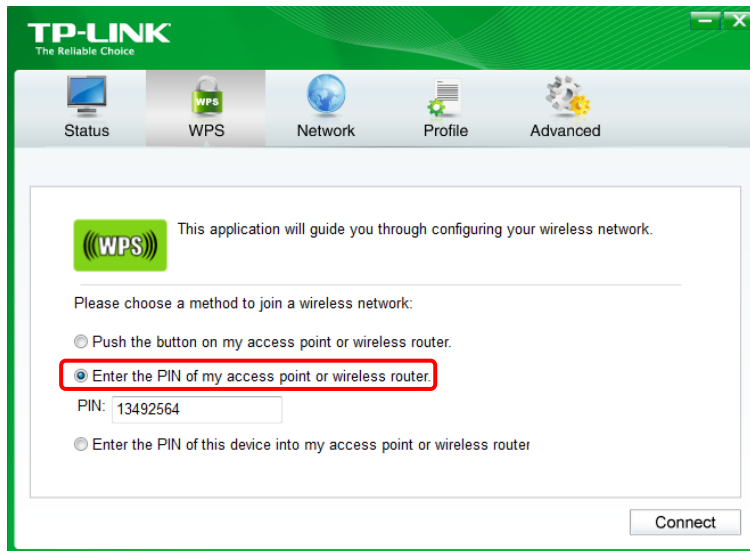 TP-LINK
The Reliable Choice
Status WPS Network Profile Advanced
WPS
This application will guide you through configuring your wireless network.
WPS
Please choose a method to join a wireless network:
Push the button on my access point or wireless router.
Enter the PIN of my access point or wireless router.
PIN: 13492564
Enter the PIN of this device into my access point or wireless router
Connect